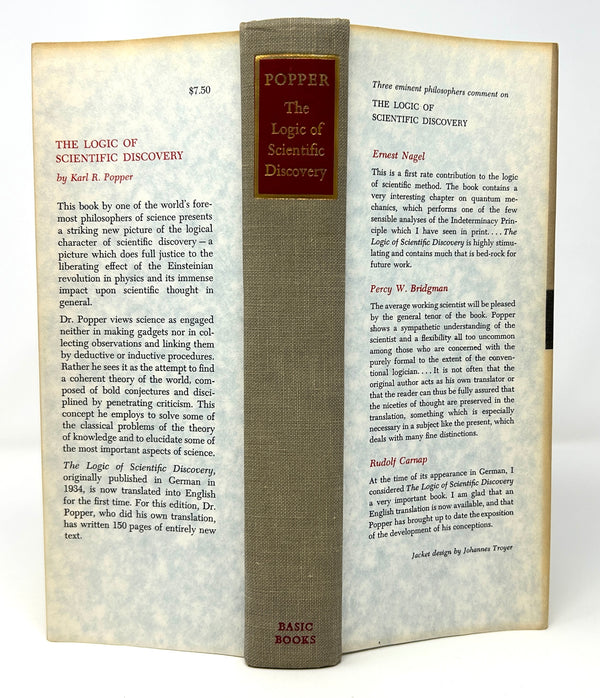 $7.50
THE LOGIC OF
SCIENTIFIC DISCOVERY
by Karl R. Popper
This book by one of the world's fore-
most philosophers of science presents
a striking new picture of the logical
character of scientific discovery — a
picture which does full justice to the
liberating effect of the Einsteinian
revolution in physics and its immense
impact upon scientific thought in
general.
Dr. Popper views science as engaged
neither in making gadgets nor in col-
lecting observations and linking them
by deductive or inductive procedures.
Rather he sees it as the attempt to find
a coherent theory of the world, com-
posed of bold conjectures and disci-
plined by penetrating criticism. This
concept he employs to solve some of
the classical problems of the theory
of knowledge and to elucidate some of
the most important aspects of science.
The Logic of Scientific Discovery,
originally published in German in
1934, is now translated into English
for the first time. For this edition, Dr.
Popper, who did his own translation,
has written 150 pages of entirely new
text.
POPPER
The
Logic of
Scientific
Discovery
BASIC
BOOKS
Three eminent philosophers comment on
THE LOGIC OF
SCIENTIFIC DISCOVERY
Ernest Nagel
This is a first rate contribution to the logic
of scientific method. The book contains a
very interesting chapter on quantum me-
chanics, which performs one of the few
sensible analyses of the Indeterminacy Prin-
ciple which I have seen in print. . . . The
Logic of Scientific Discovery is highly stimu-
lating and contains much that is bed-rock for
future work.
Percy W. Bridgman
The average working scientist will be pleased
by the general tenor of the book. Popper
shows a sympathetic understanding of the
scientist and a flexibility all too uncommon
among those who are concerned with the
purely formal to the extent of the conven-
tional logician. . . . It is not often that the
original author acts as his own translator or
that the reader can thus be fully assured that
the niceties of thought are preserved in the
translation, something which is especially
necessary in a subject like the present, which
deals with many fine distinctions.
Rudolf Carnap
At the time of its appearance in German, I
considered The Logic of Scientific Discovery
a very important book. I am glad that an
English translation is now available, and that
Popper has brought up to date the exposition
of the development of his conceptions.
Jacket design by Johannes Troyer